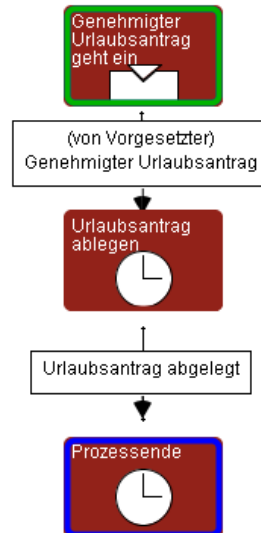 Genehmigter
Urlaubsantrag
geht ein
(von Vorgesetzter)
Genehmigter Urlaubsantrag
Urlaubsantrag
ablegen
Urlaubsantrag abgelegt
Prozessende